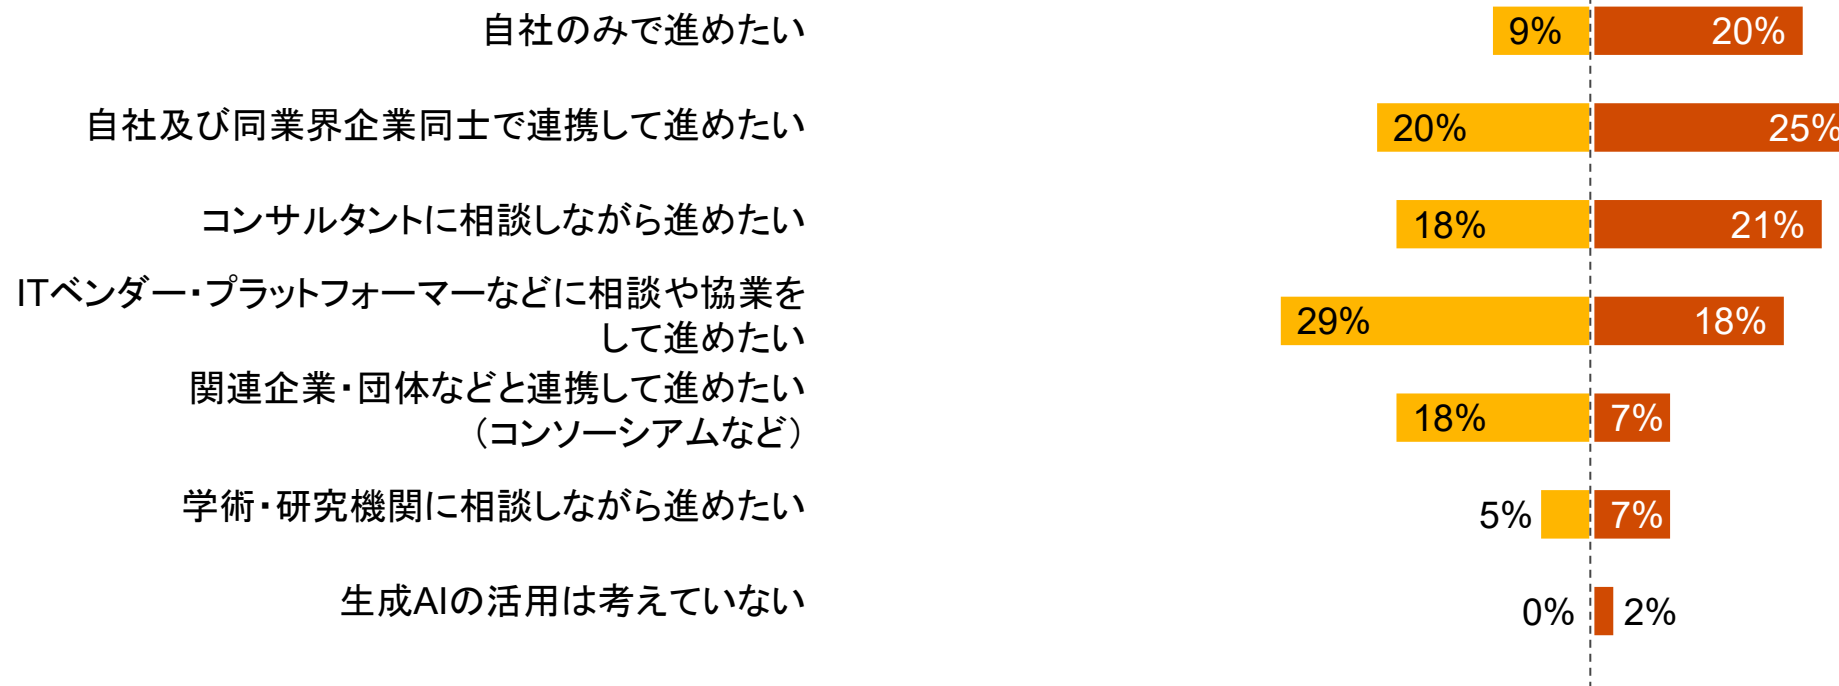 自社のみで進めたい 9% 20%
自社及び同業界企業同士で連携して進めたい 20% 25%
コンサルタントに相談しながら進めたい 18% 21%
ITベンダー・プラットフォーマーなどに相談や協業を
して進めたい 29% 18%
関連企業・団体などと連携して進めたい
（コンソーシアムなど） 18% 7%
学術・研究機関に相談しながら進めたい 5% 7%
生成AIの活用は考えていない 0% 2%